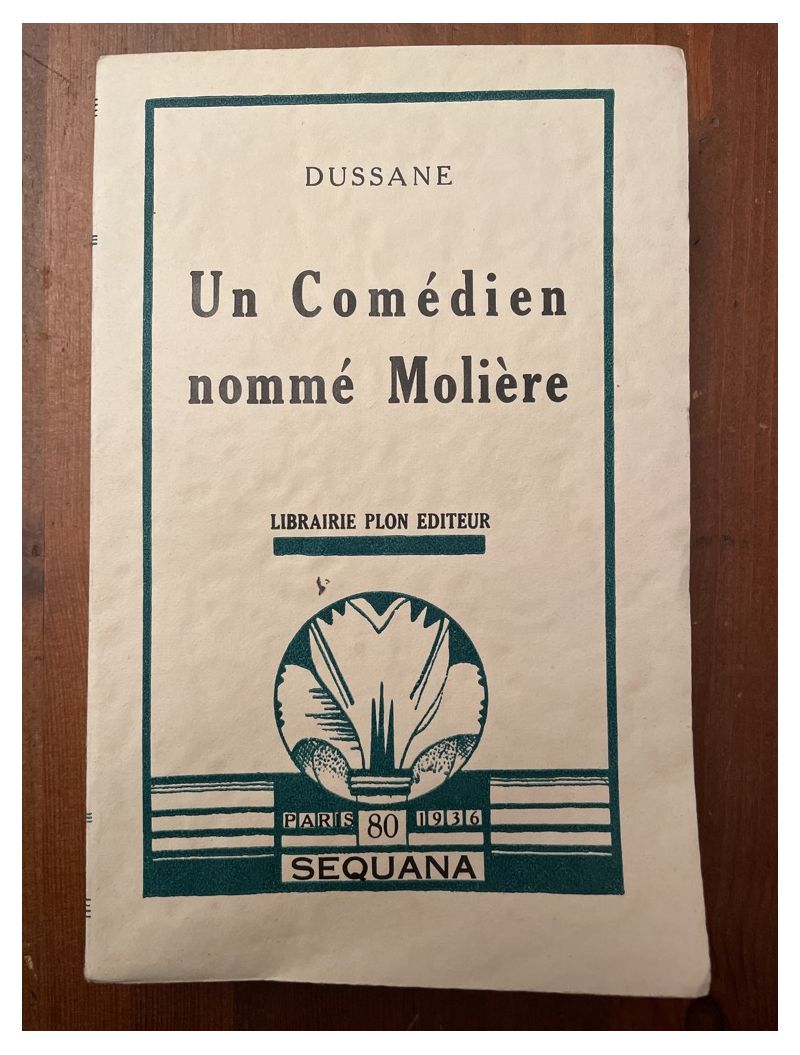 DUSSANE
Un Comédien
nommé Molière
LIBRAIRIE PLON EDITEUR
PARIS 80 1936
SEQUANA